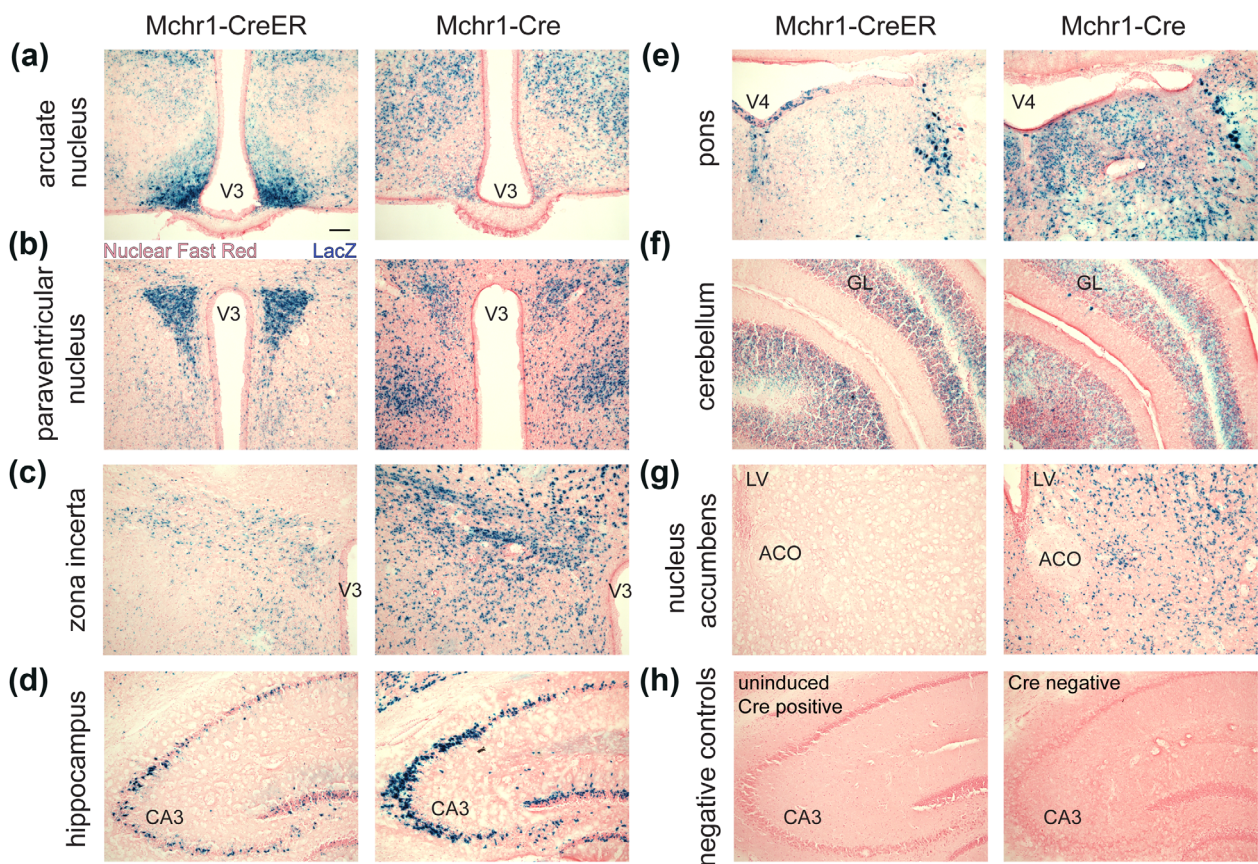 Mchr1-CreER
Mchr1-Cre
(a)
arcuate
nucleus
V3
V3
Nuclear Fast Red
LacZ
(b)
paraventricular
nucleus
V3
V3
(c)
zona incerta
V3
V3
(d)
hippocampus
CA3
CA3
Mchr1-CreER
Mchr1-Cre
(e)
pons
V4
V4
(f)
cerebellum
GL
GL
(g)
nucleus
accumbens
LV
ACO
LV
ACO
(h)
negative controls
uninduced
Cre positive
CA3
Cre negative
CA3